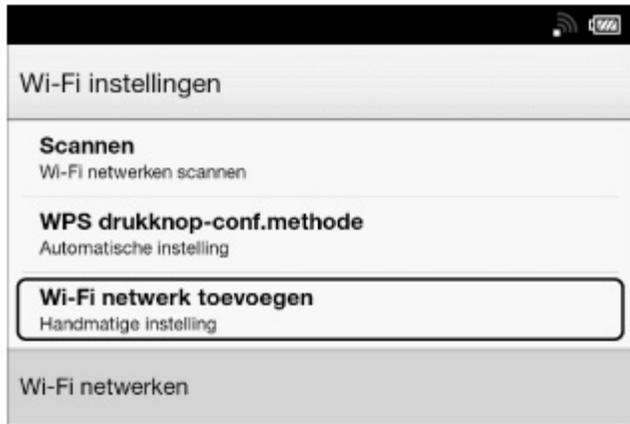 Wi-Fi instellingen
Scannen
Wi-Fi netwerken scannen
WPS drukknop-conf.methode
Automatische instelling
Wi-Fi netwerk toevoegen
Handmatige instelling
Wi-Fi netwerken